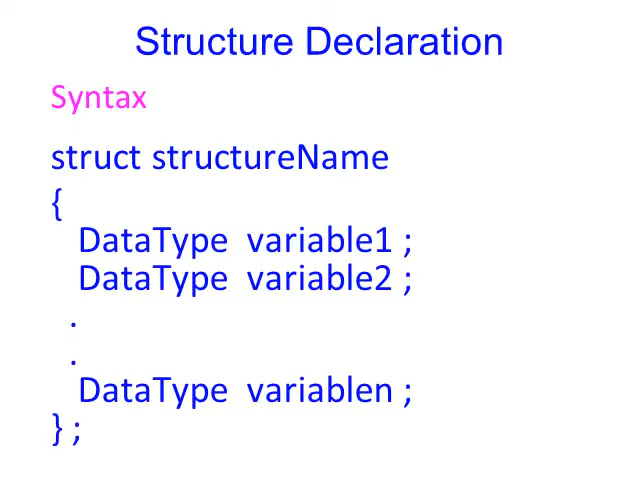 Structure Declaration
Syntax
struct structureName
{
DataType variable1 ;
DataType variable2 ;
.
.
DataType variablen ;
} ;